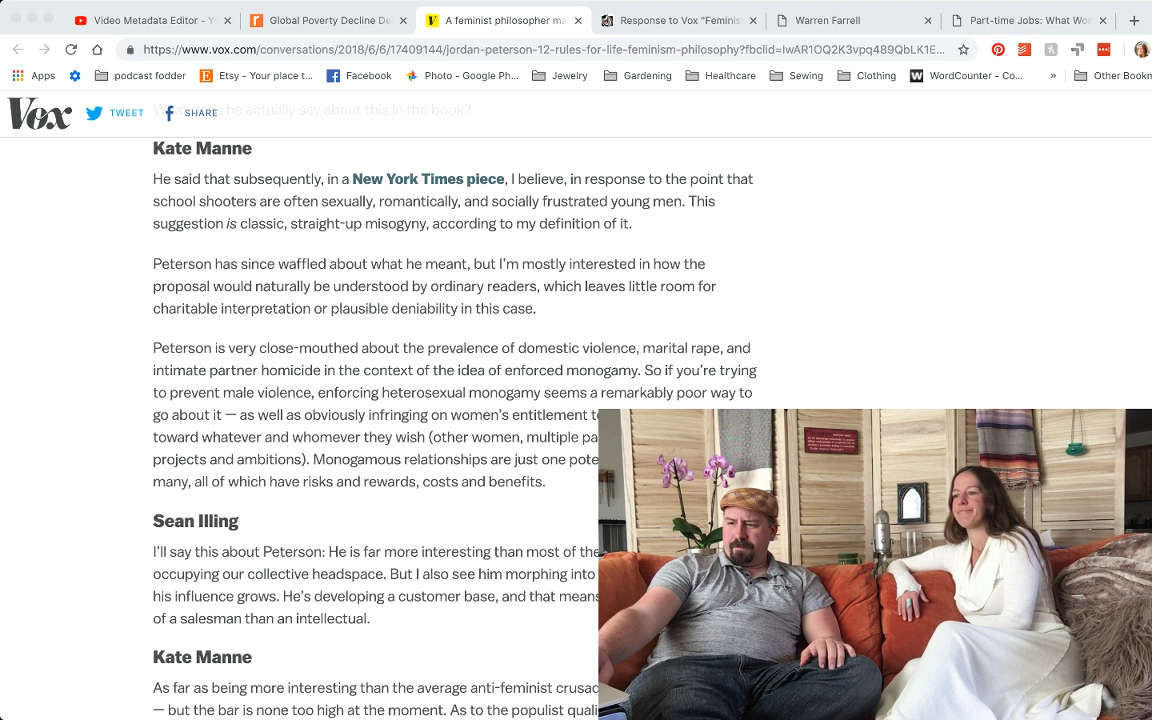 Video Metadata Editor - Y
Global Poverty Decline De
A feminist philosopher ma
Response to Vox "Feminis
Warren Farrell
Part-time Jobs: What Wo
https://www.vox.com/conversations/2018/6/6/17409144/jordan-peterson-12-rules-for-life-feminism-philosophy?fbclid=IwAR1OQ2K3vpq489QbLK1E...
Apps
podcast fodder
Etsy - Your place t...
Facebook
Photo - Google Ph...
Jewelry
Gardening
Healthcare
Sewing
Clothing
WordCounter - Co...
»
Other Bookm
Vox
TWEET
SHARE
he actually say about this in the book?
Kate Manne
He said that subsequently, in a New York Times piece, I believe, in response to the point that
school shooters are often sexually, romantically, and socially frustrated young men. This
suggestion is classic, straight-up misogyny, according to my definition of it.
Peterson has since waffled about what he meant, but I'm mostly interested in how the
proposal would naturally be understood by ordinary readers, which leaves little room for
charitable interpretation or plausible deniability in this case.
Peterson is very close-mouthed about the prevalence of domestic violence, marital rape, and
intimate partner homicide in the context of the idea of enforced monogamy. So if you're trying
to prevent male violence, enforcing heterosexual monogamy seems a remarkably poor way to
go about it — as well as obviously infringing on women's entitlement t
toward whatever and whomever they wish (other women, multiple pa
projects and ambitions). Monogamous relationships are just one pote
many, all of which have risks and rewards, costs and benefits.
Sean Illing
I'll say this about Peterson: He is far more interesting than most of the
occupying our collective headspace. But I also see him morphing into
his influence grows. He's developing a customer base, and that means
of a salesman than an intellectual.
Kate Manne
As far as being more interesting than the average anti-feminist crusad
— but the bar is none too high at the moment. As to the populist quali